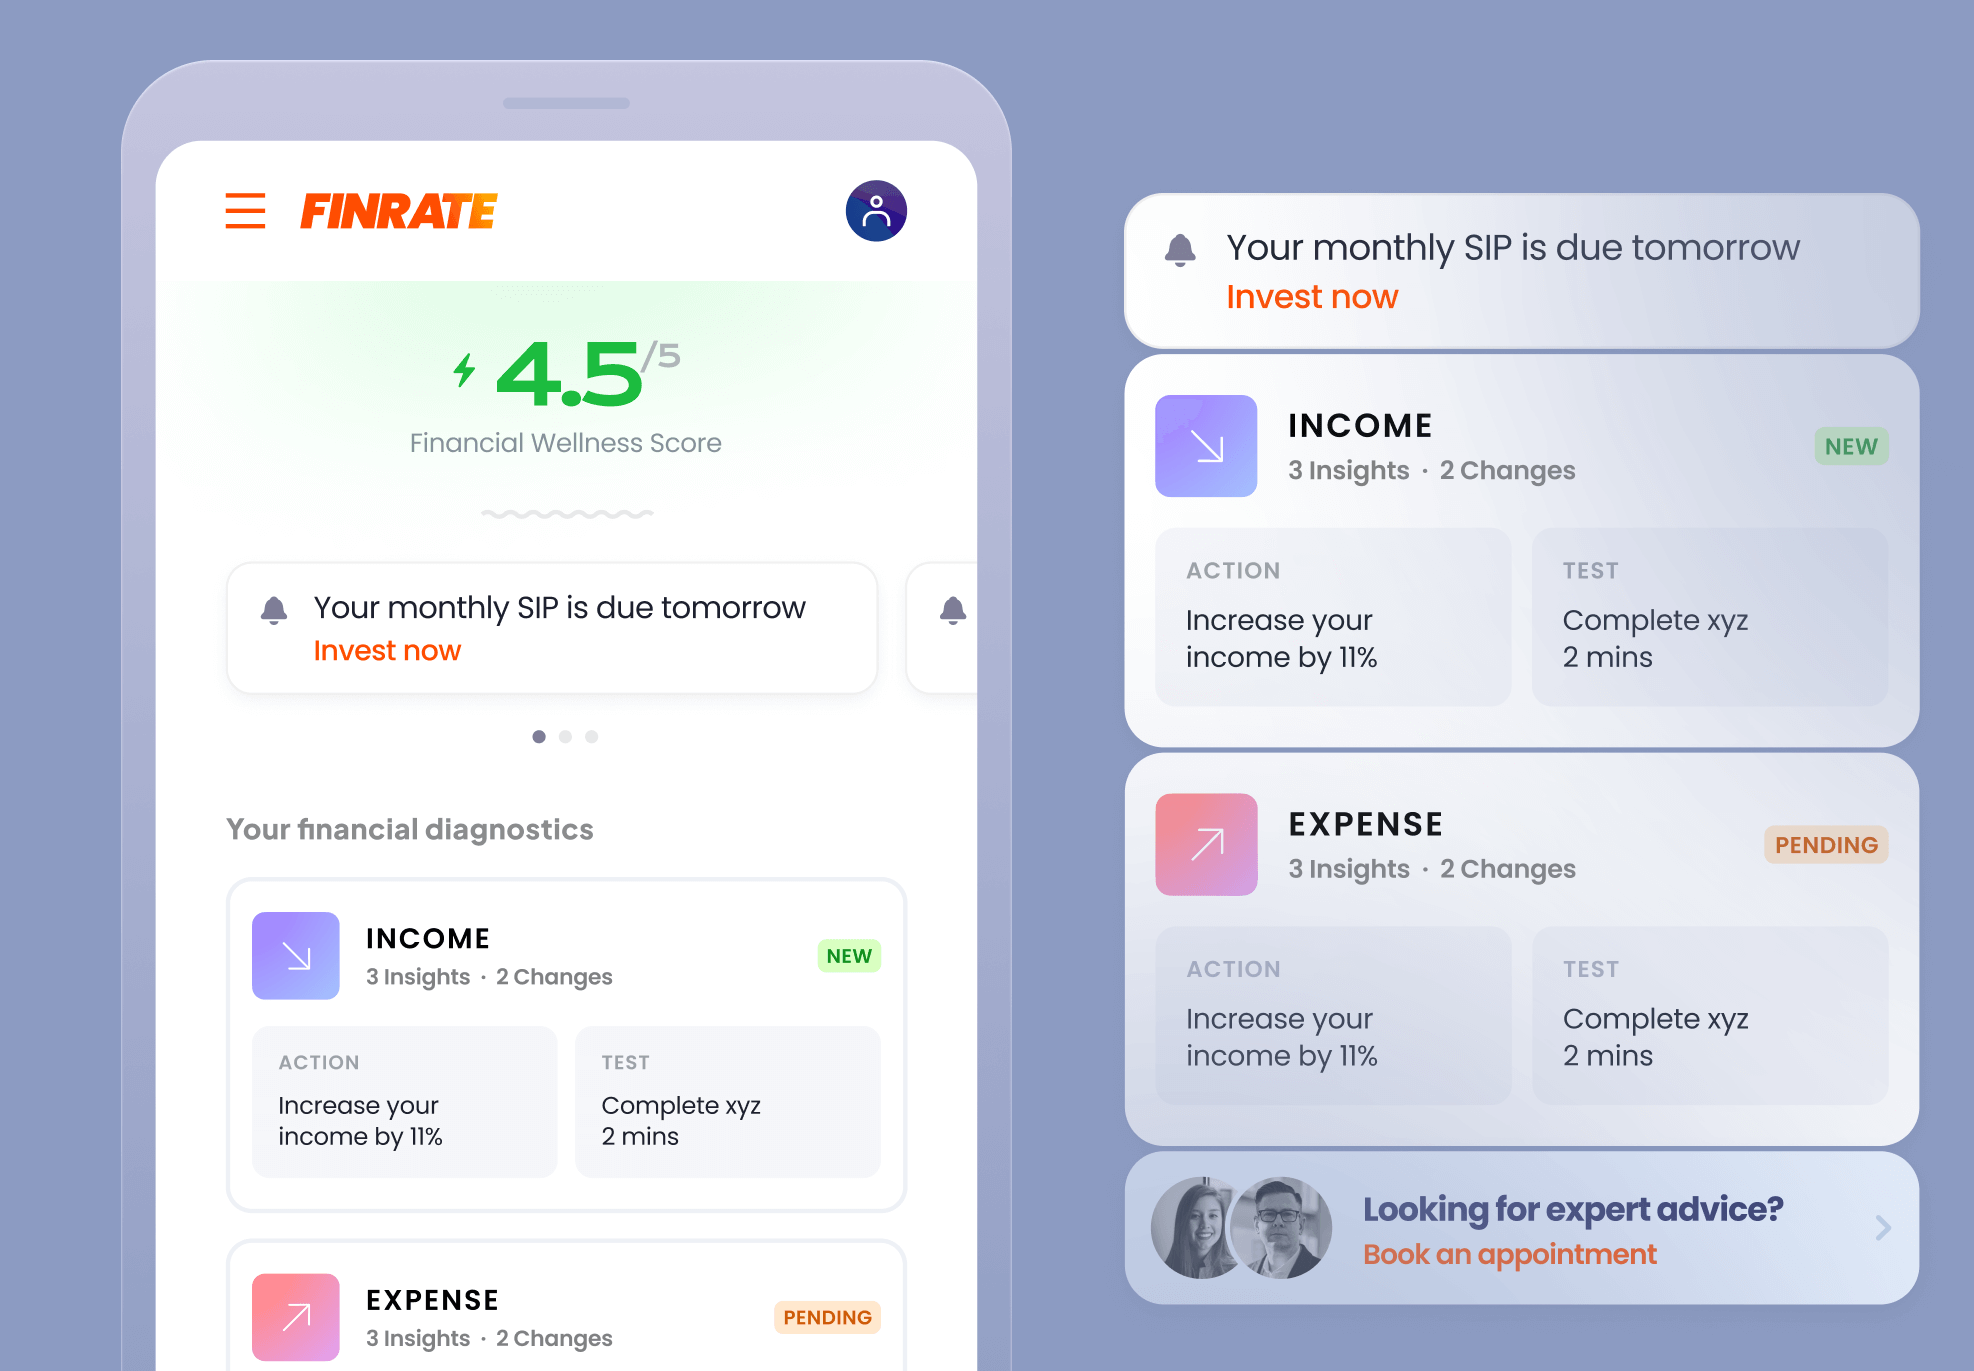 FINRATE
4.5/5
Financial Wellness Score
Your monthly SIP is due tomorrow
Invest now
Your financial diagnostics
INCOME
3 Insights · 2 Changes
NEW
ACTION
Increase your
income by 11%
TEST
Complete xyz
2 mins
EXPENSE
3 Insights · 2 Changes
PENDING
Your monthly SIP is due tomorrow
Invest now
INCOME
3 Insights · 2 Changes
NEW
ACTION
Increase your
income by 11%
TEST
Complete xyz
2 mins
EXPENSE
3 Insights · 2 Changes
PENDING
ACTION
Increase your
income by 11%
TEST
Complete xyz
2 mins
Looking for expert advice?
Book an appointment